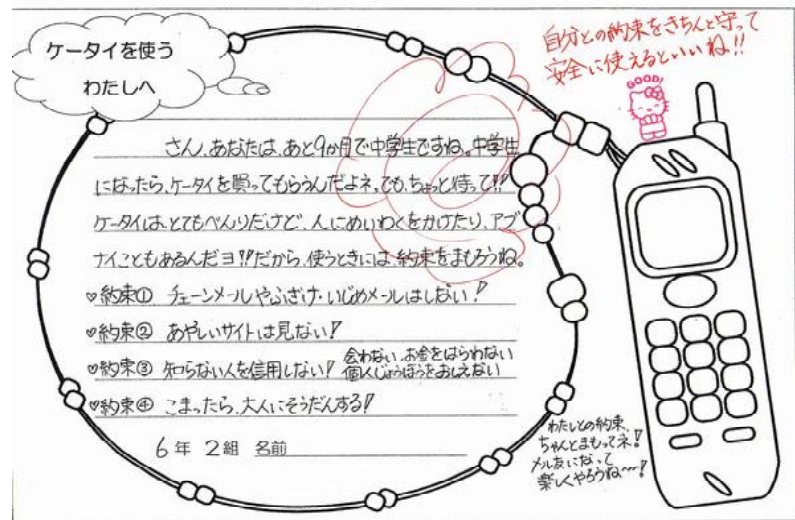 ケータイを使う
わたしへ
自分との約束をきちんと守って
安全に使えるといいね!!
さん、あなたは、あと9か月で中学生ですね。中学生
になったら、ケータイを買ってもらうんだよネ。でも、ちょっと待って!!
ケータイは、とてもべんりだけど、人にめいわくをかけたり、アブ
ナイこともあるんだヨ!!だから、使うときには、約束をまもろうね。
♡約束① チェーンメールやふざけ・いじめメールはしない!
♡約束② あやしいサイトは見ない!
♡約束③ 知らない人を信用しない! 会わない、お金をはらわない
個人じょうほうをおしえない
♡約束④ こまったら、大人にそうだんする!
6年 2組 名前
わたしとの約束、
ちゃんとまもってネ!
メル友になって
楽しくやろうね〜〜!